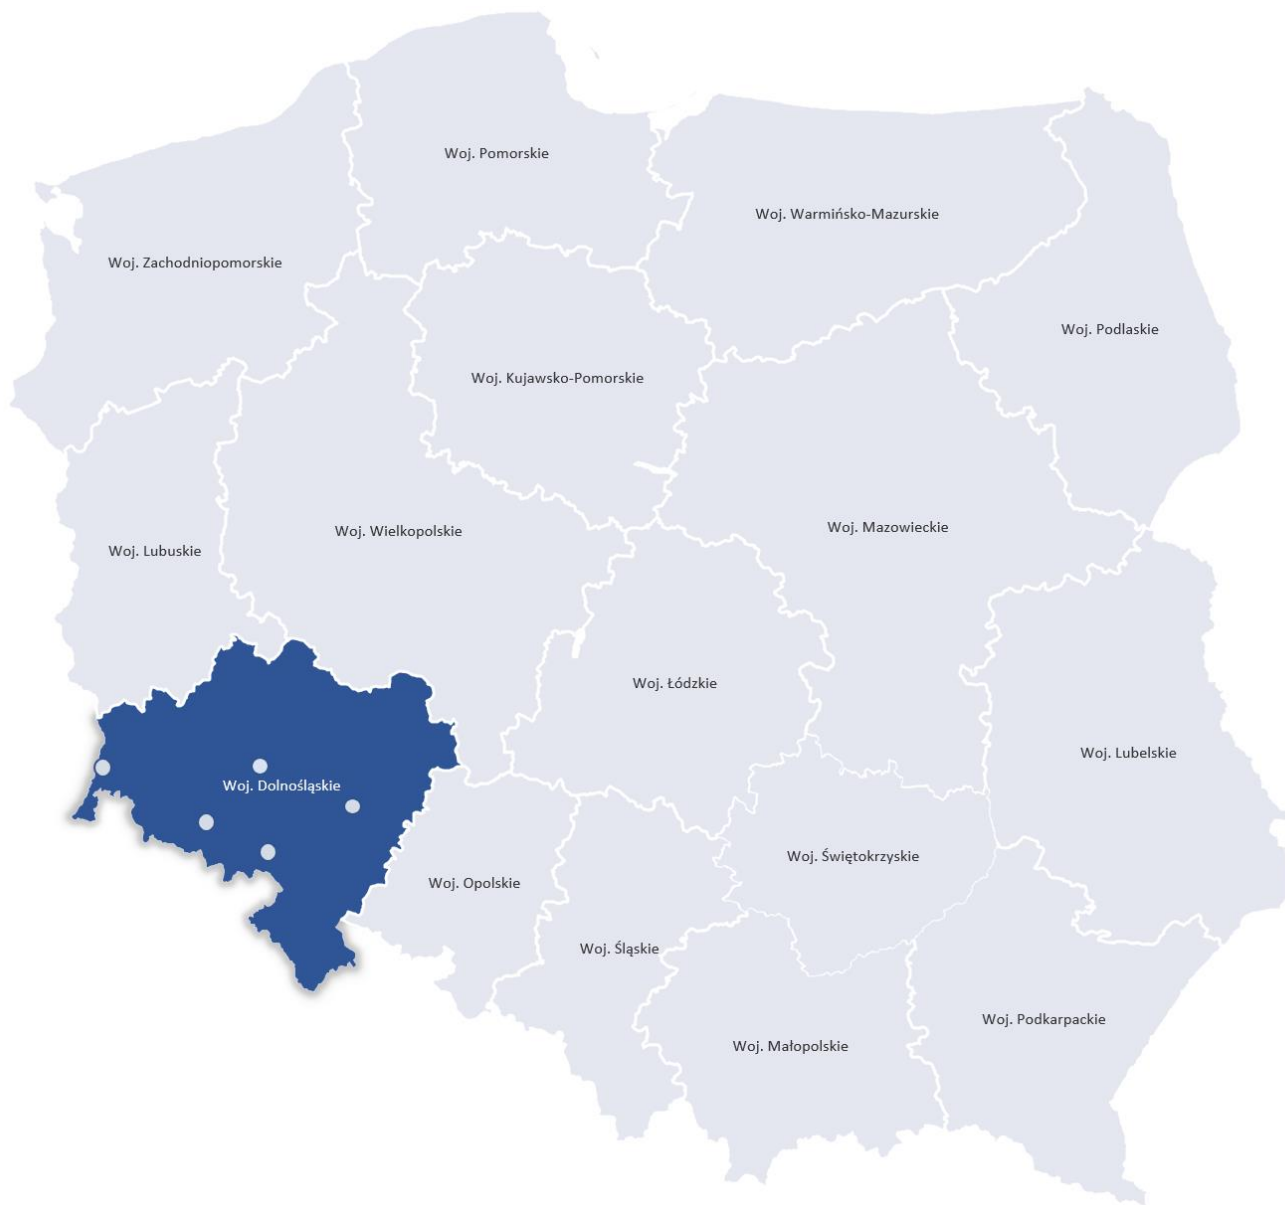 Woj. Pomorskie
Woj. Warmińsko-Mazurskie
Woj. Zachodniopomorskie
Woj. Podlaskie
Woj. Kujawsko-Pomorskie
Woj. Wielkopolskie
Woj. Mazowieckie
Woj. Lubuskie
Woj. Łódzkie
Woj. Lubelskie
Woj. Dolnośląskie
Woj. Świętokrzyskie
Woj. Opolskie
Woj. Śląskie
Woj. Podkarpackie
Woj. Małopolskie